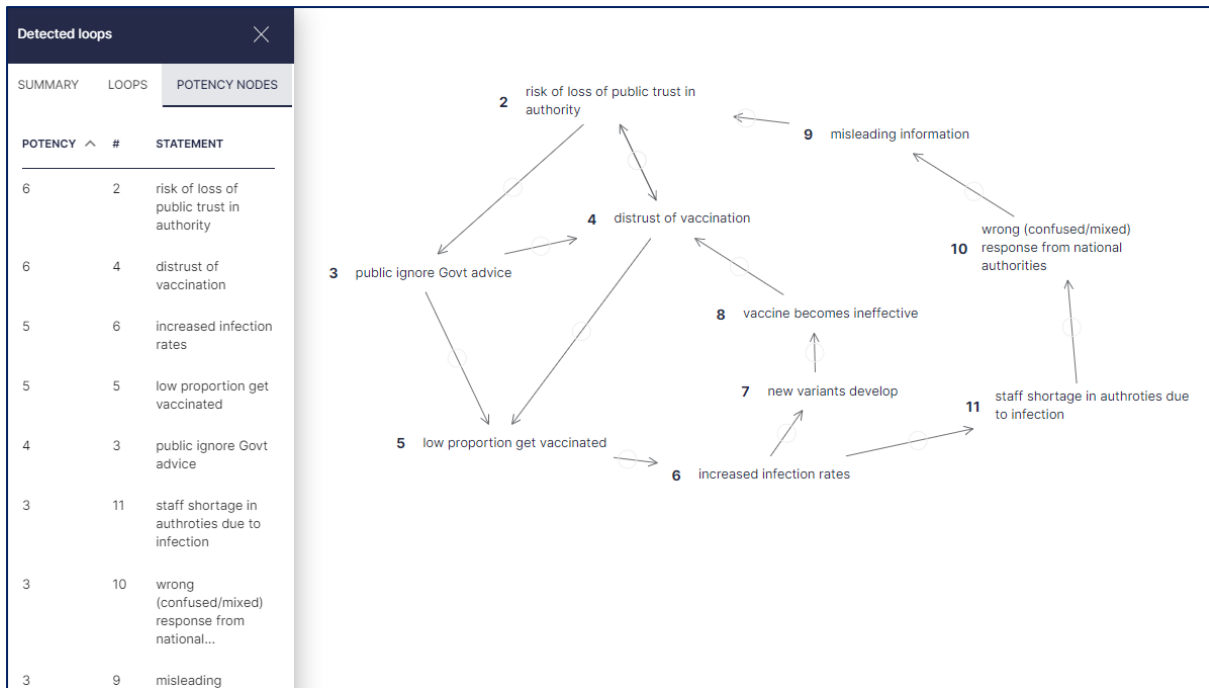 Detected loops
SUMMARY LOOPS POTENCY NODES
POTENCY # STATEMENT
6 2 risk of loss of
public trust in
authority
6 4 distrust of
vaccination
5 6 increased infection
rates
5 5 low proportion get
vaccinated
4 3 public ignore Govt
advice
3 11 staff shortage in
authroties due to
infection
3 10 wrong
(confused/mixed)
response from
national...
3 9 misleading
2 risk of loss of public trust in
authority
9 misleading information
4 distrust of vaccination
10 wrong (confused/mixed)
response from national
authorities
3 public ignore Govt advice
8 vaccine becomes ineffective
7 new variants develop
11 staff shortage in authroties due
to infection
5 low proportion get vaccinated
6 increased infection rates